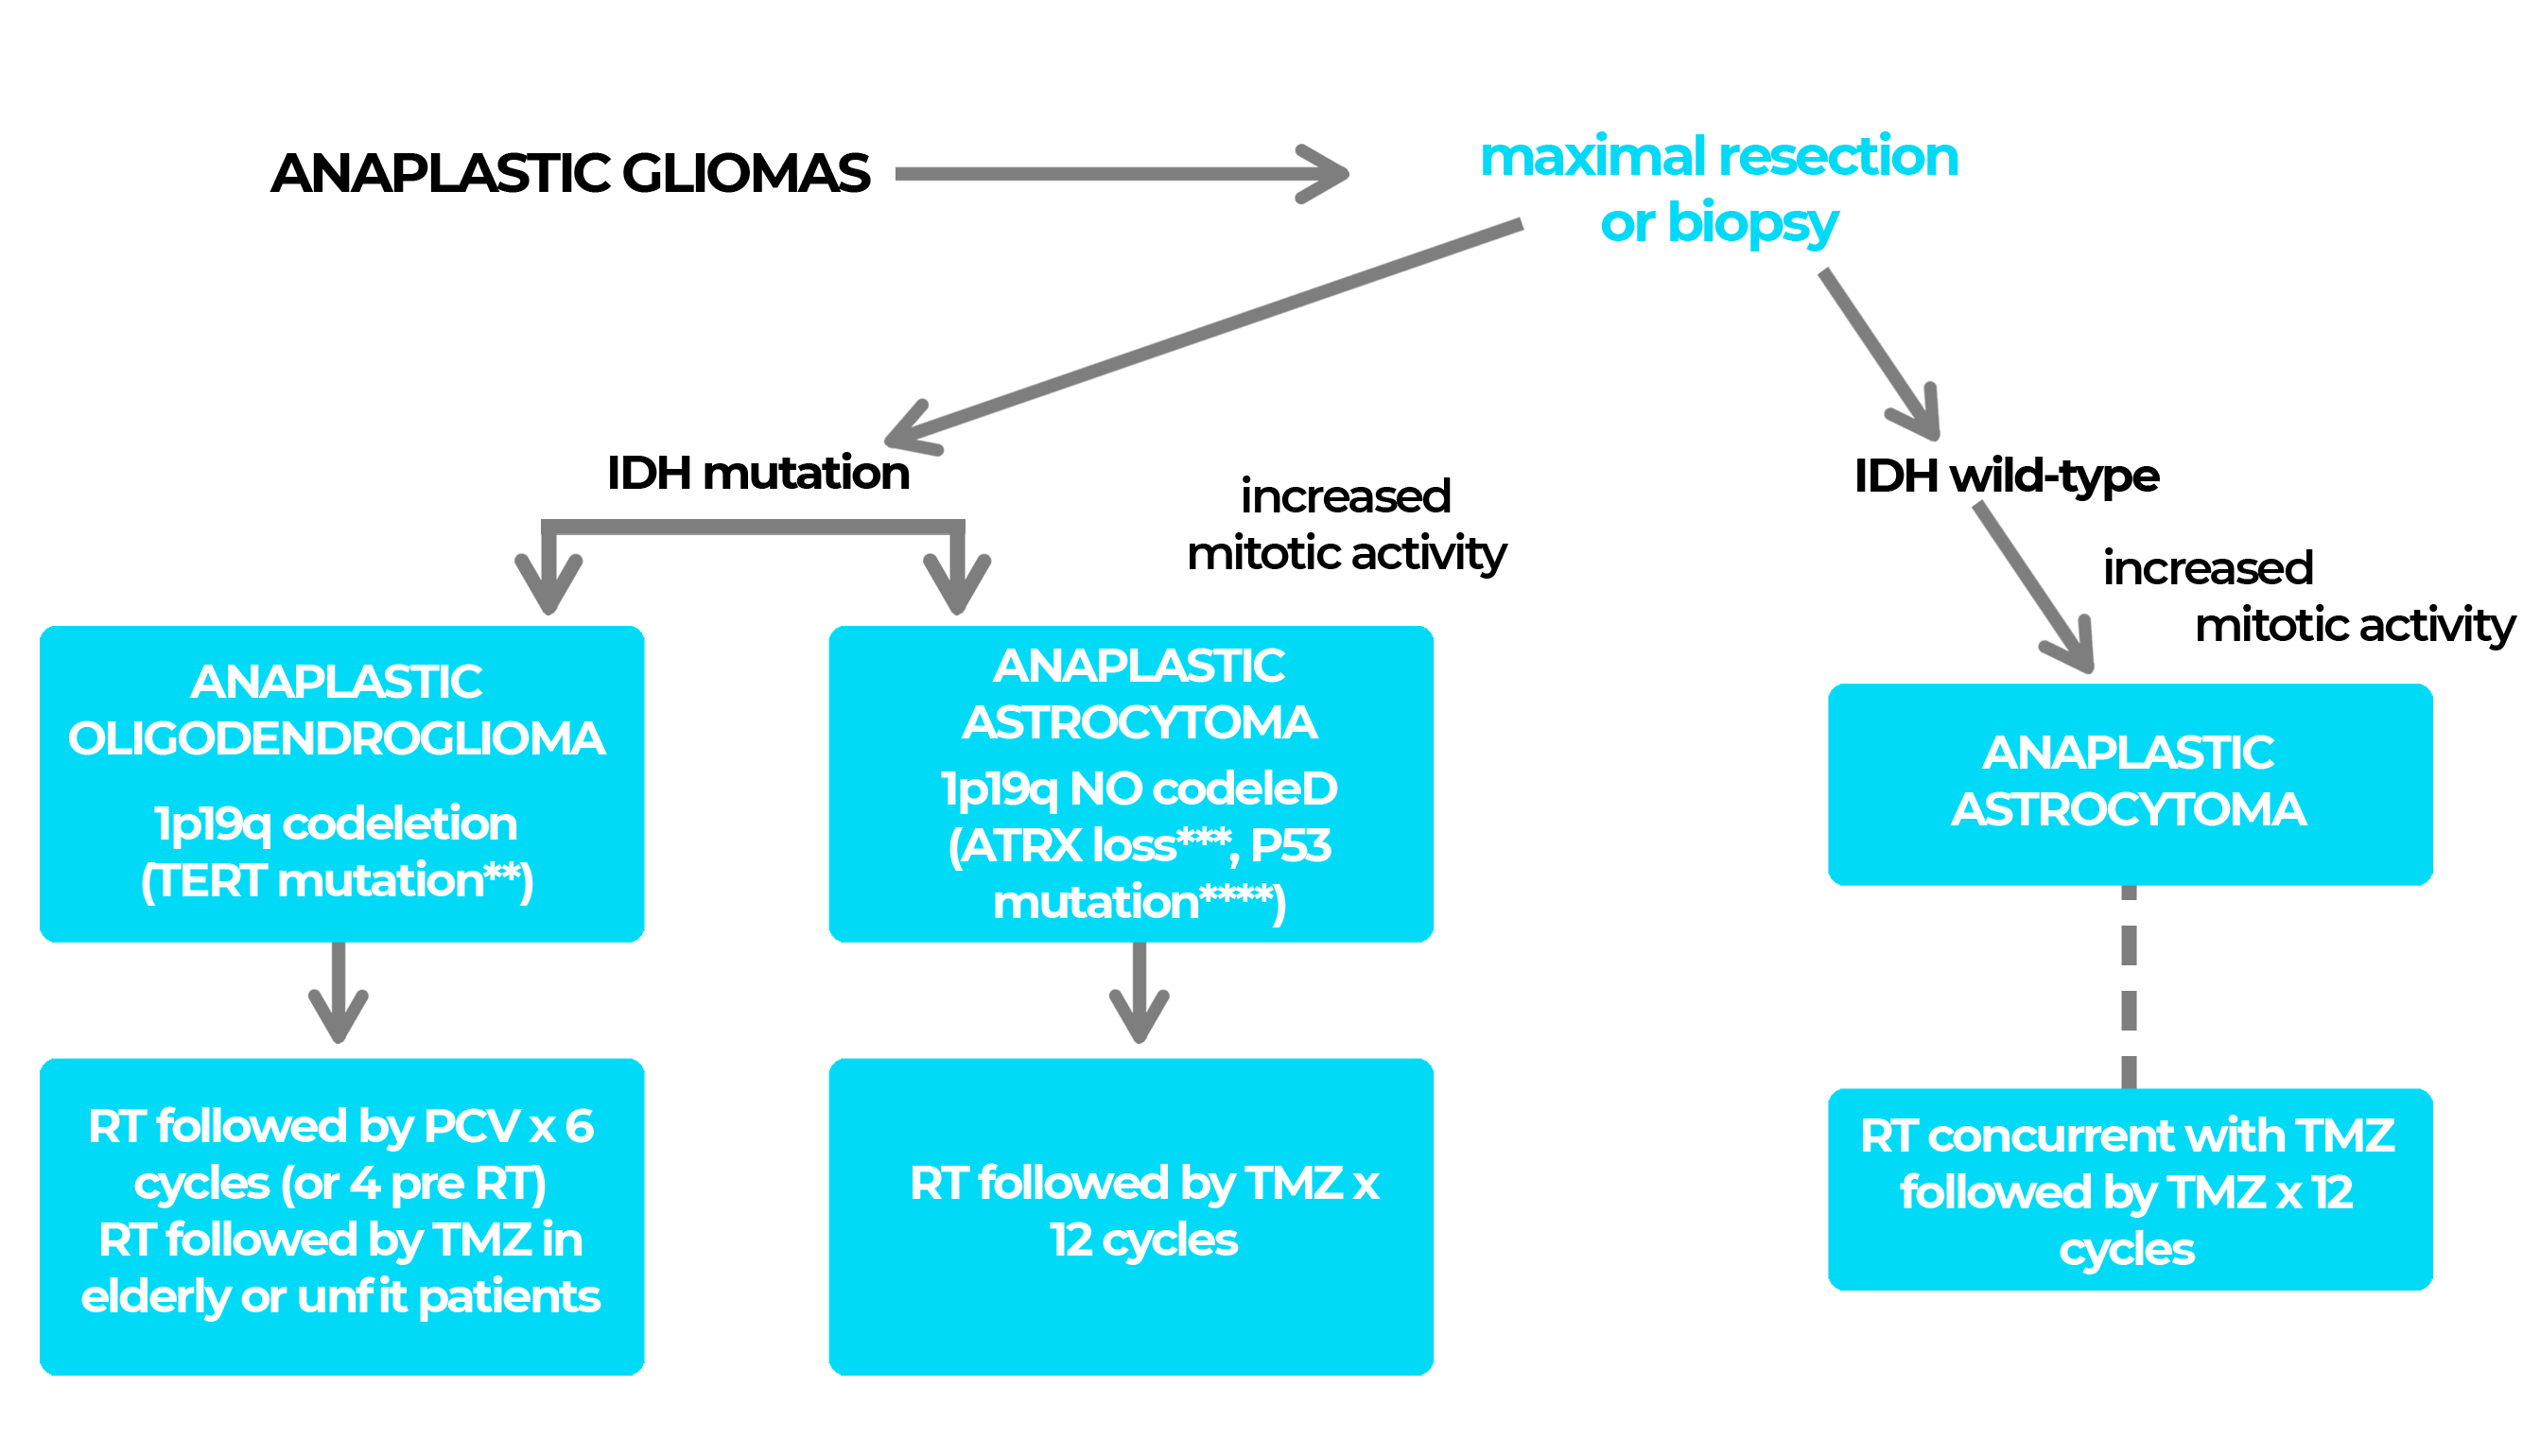 ANAPLASTIC GLIOMAS
maximal resection
or biopsy
IDH mutation
increased
mitotic activity
IDH wild-type
increased
mitotic activity
ANAPLASTIC
OLIGODENDROGLIOMA
1p19q codeletion
(TERT mutation**)
ANAPLASTIC
ASTROCYTOMA
1p19q NO codeleD
(ATRX loss***, P53
mutation****)
ANAPLASTIC
ASTROCYTOMA
RT followed by PCV x 6
cycles (or 4 pre RT)
RT followed by TMZ in
elderly or unfit patients
RT followed by TMZ x
12 cycles
RT concurrent with TMZ
followed by TMZ x 12
cycles